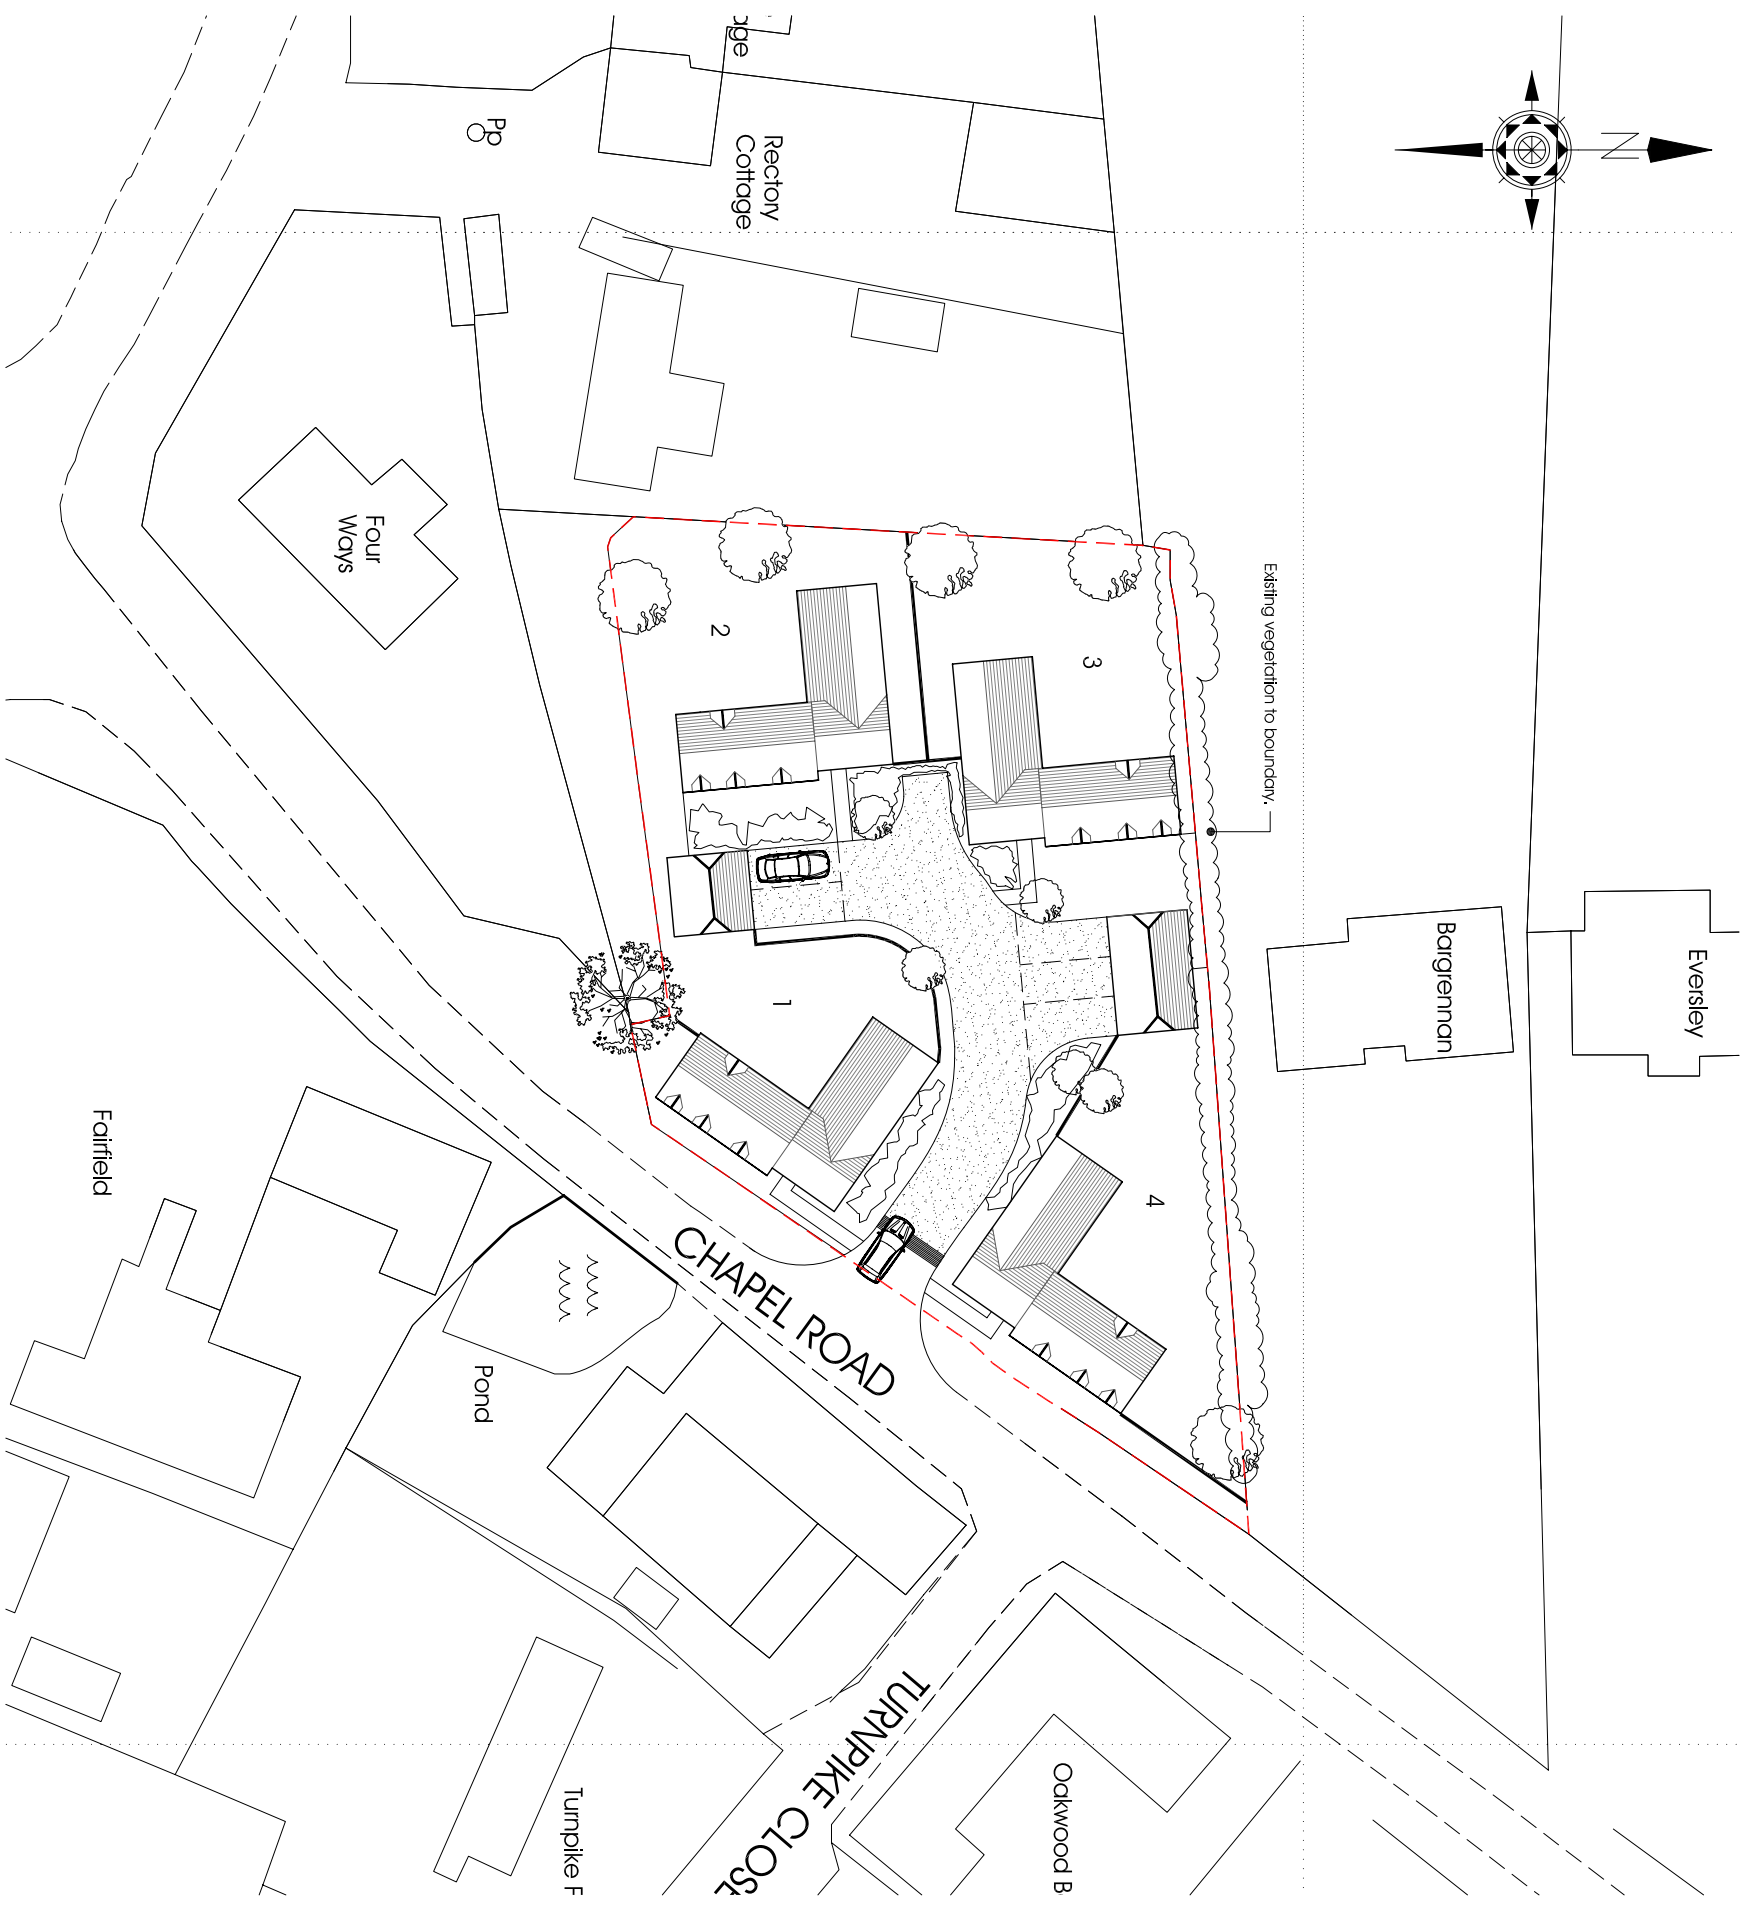 Pp
Rectory
Cottage
N
Four
Ways
2
3
Existing vegetation to boundary.
1
4
Bargrennan
Eversley
Fairfield
CHAPEL ROAD
Pond
TURNPIKE CLOSE
Turnpike F
Oakwood B